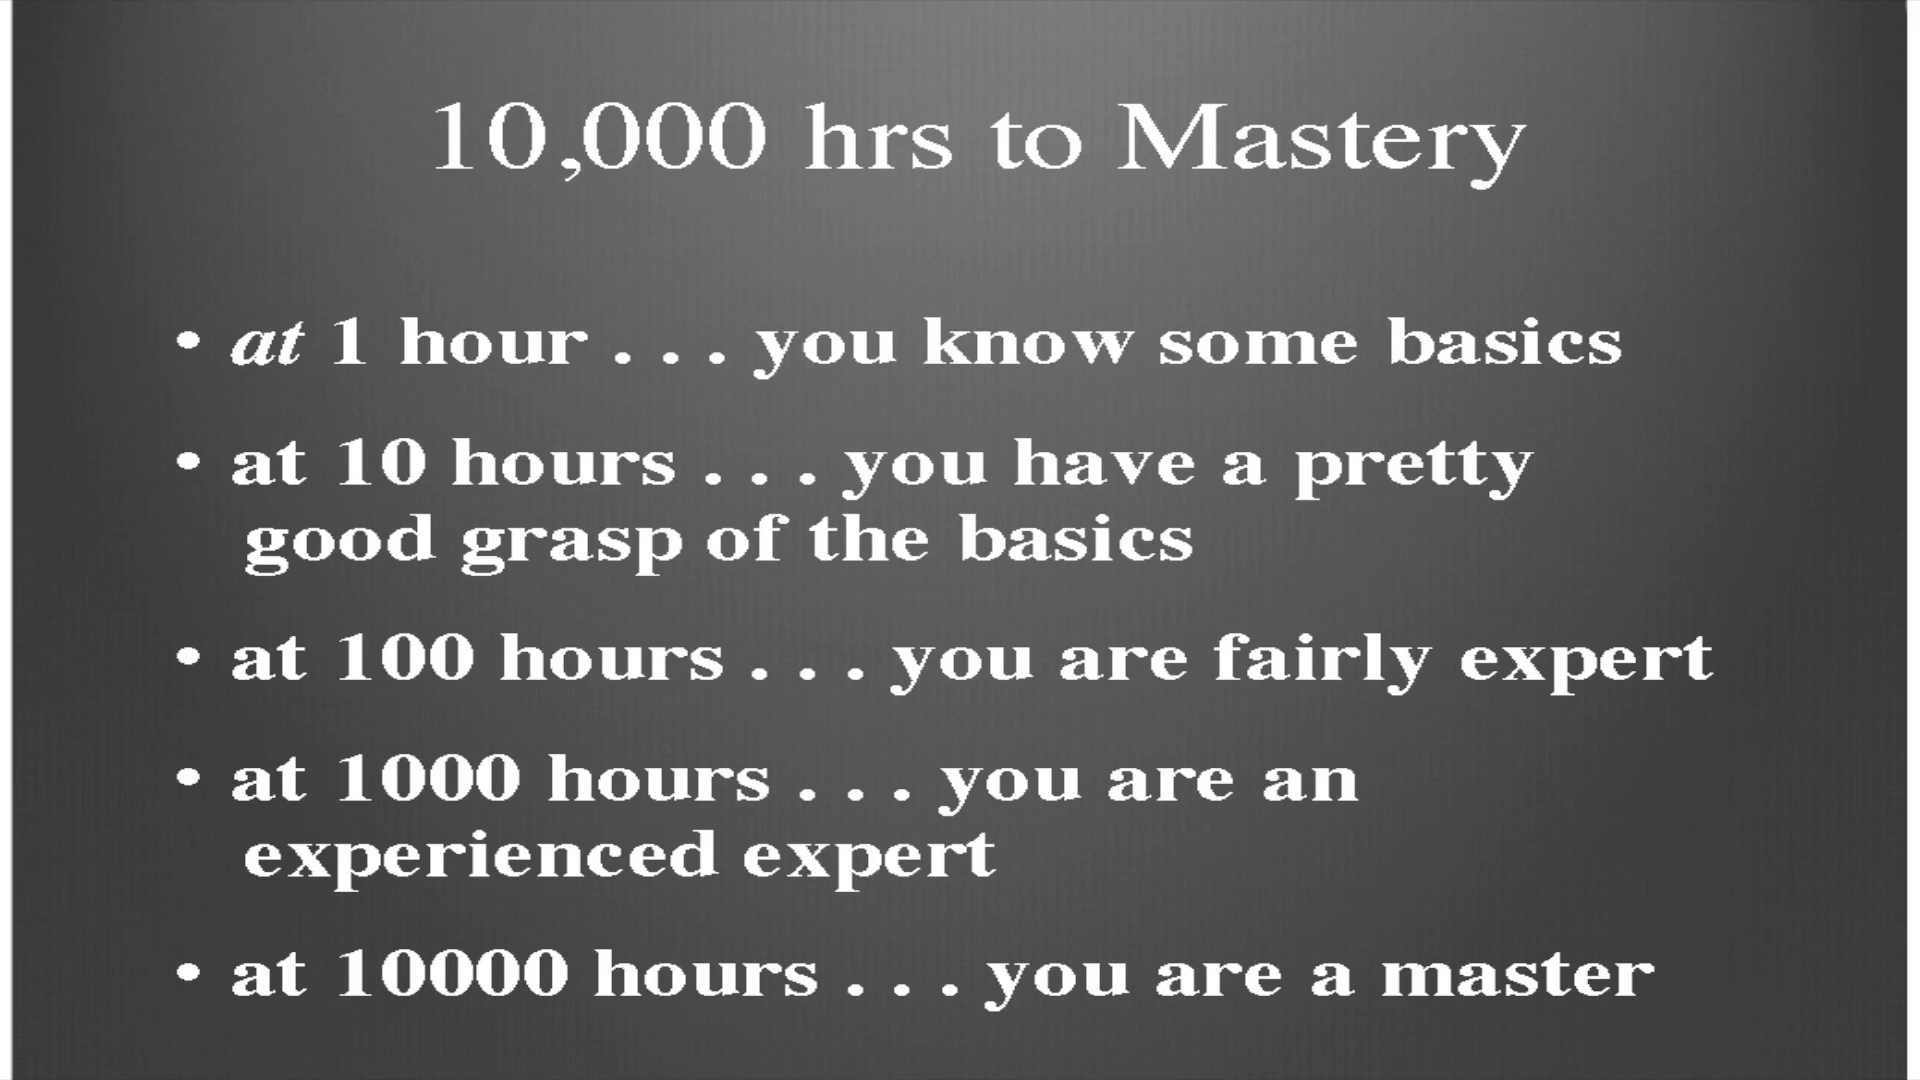 10,000 hrs to Mastery
• at 1 hour . . . you know some basics
• at 10 hours . . . you have a pretty
good grasp of the basics
• at 100 hours . . . you are fairly expert
• at 1000 hours . . . you are an
experienced expert
• at 10000 hours . . . you are a master